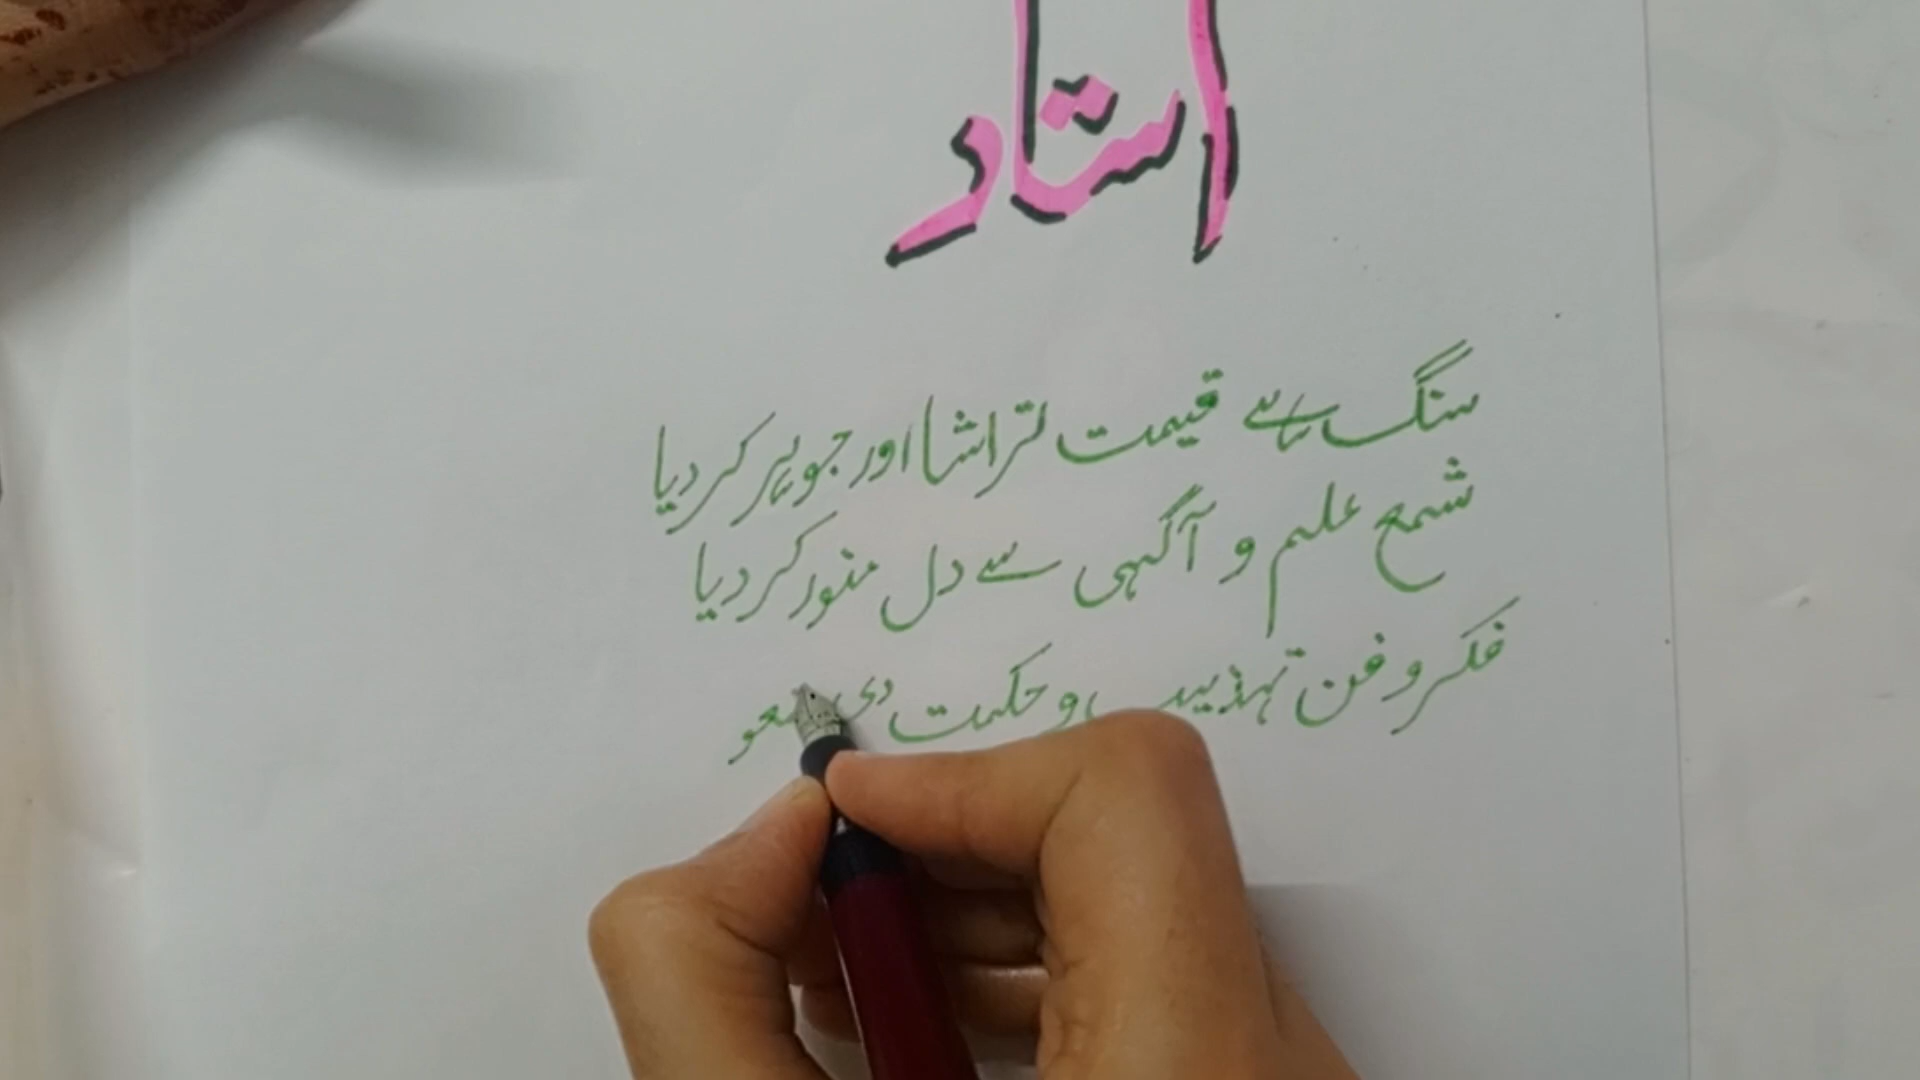 استاد
سنگ بے قیمت تراشا اور جوہر کر دیا
شمع علم و آگہی سے دل منور کر دیا
فکر و فن تہذیب و حکمت دی